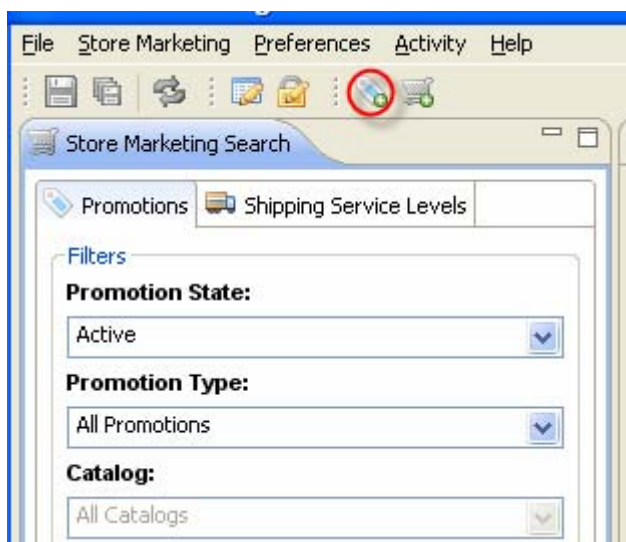 File Store Marketing Preferences Activity Help
Store Marketing Search
Promotions Shipping Service Levels
Filters
Promotion State:
Active
Promotion Type:
All Promotions
Catalog:
All Catalogs